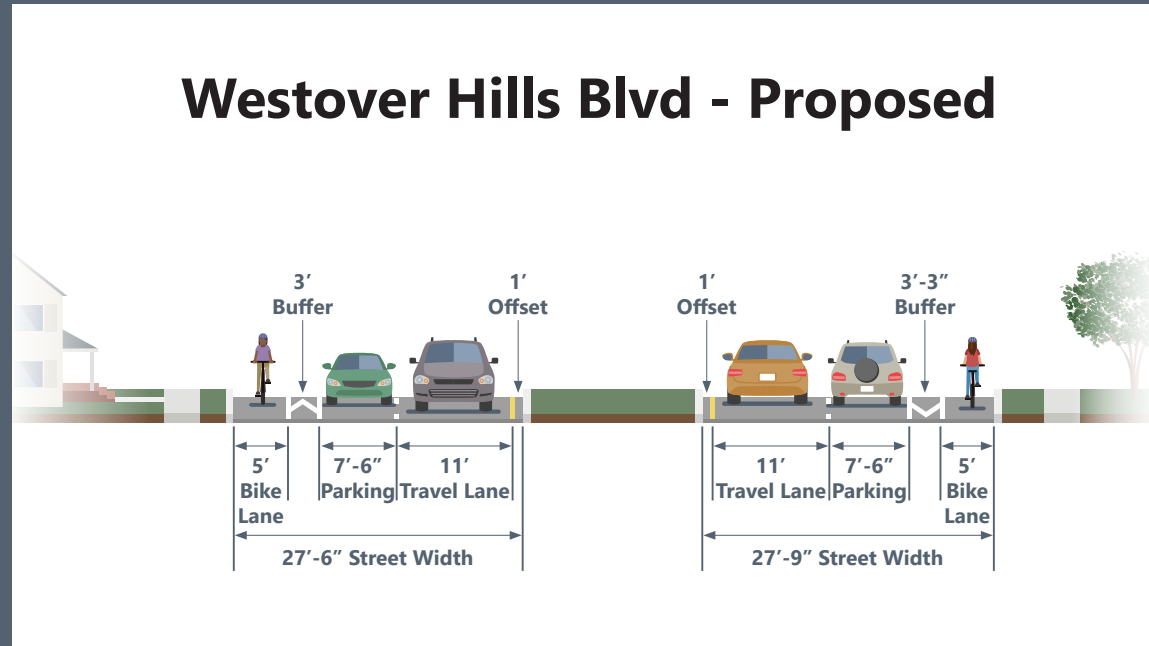 Westover Hills Blvd - Proposed
3’
Buffer
1’
Offset
1’
Offset
3’-3”
Buffer
5’
Bike
Lane
7’-6”
Parking
11’
Travel Lane
11’
Travel Lane
7’-6”
Parking
5’
Bike
Lane
27’-6” Street Width
27’-9” Street Width